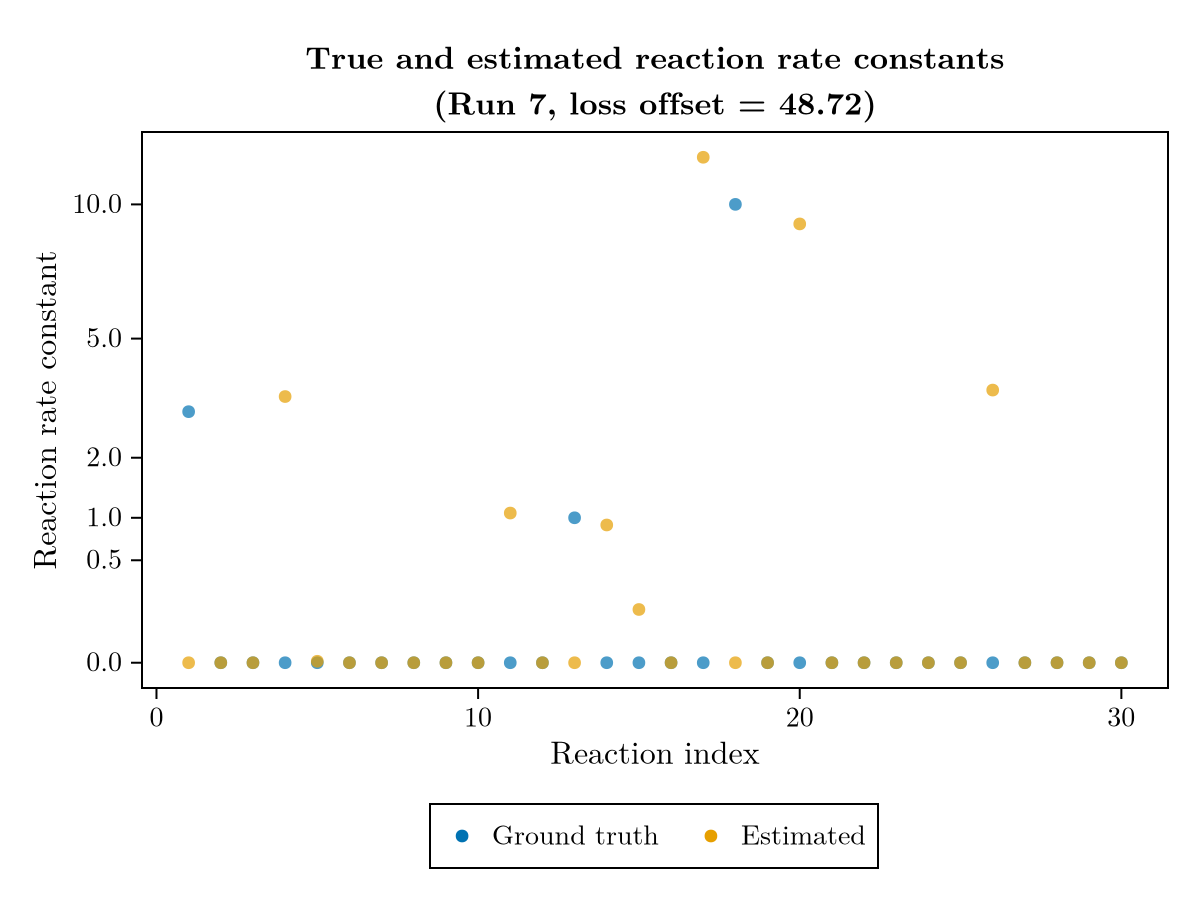 True and estimated reaction rate constants
(Run 7, loss offset = 48.72)
Reaction rate constant
10.0
5.0
2.0
1.0
0.5
0.0
0 10 20 30
Reaction index
Ground truth Estimated